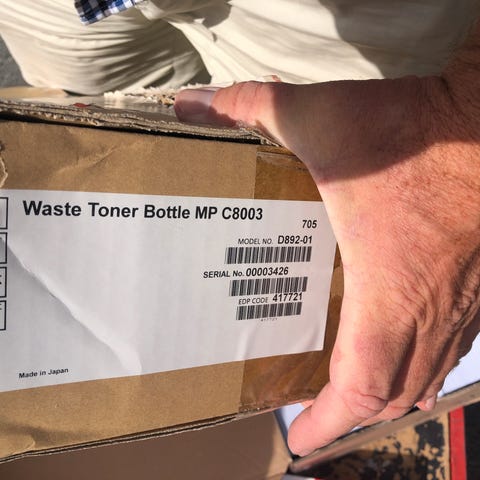 Waste Toner Bottle MP C8003
705
MODEL NO. D892-01
SERIAL No. 00003426
EDP CODE 417721
417721
Made in Japan